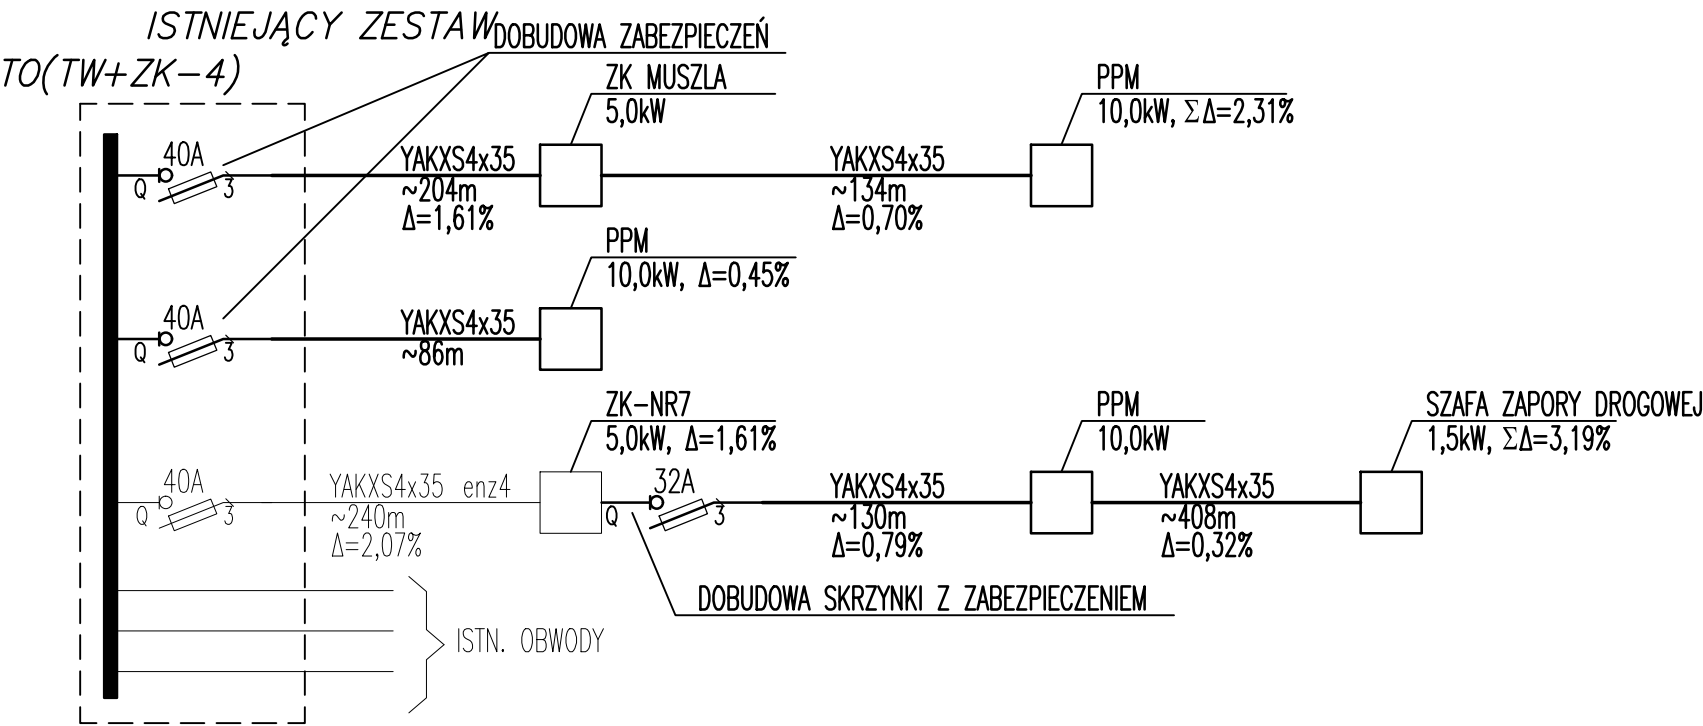 ISTNIEJĄCY ZESTAW
TO(TW+ZK-4)
DOBUDOWA ZABEZPIECZEŃ
ZK MUSZLA
5,0kW
PPM
10,0kW, ΣΔ=2,31%
40A
Q
3
YAKXS4x35
~204m
Δ=1,61%
YAKXS4x35
~134m
Δ=0,70%
PPM
10,0kW, Δ=0,45%
40A
Q
3
YAKXS4x35
~86m
ZK-NR7
5,0kW, Δ=1,61%
PPM
10,0kW
SZAFA ZAPORY DROGOWEJ
1,5kW, ΣΔ=3,19%
40A
Q
3
YAKXS4x35 enz4
~240m
Δ=2,07%
32A
Q
3
YAKXS4x35
~130m
Δ=0,79%
YAKXS4x35
~408m
Δ=0,32%
DOBUDOWA SKRZYNKI Z ZABEZPIECZENIEM
ISTN. OBWODY